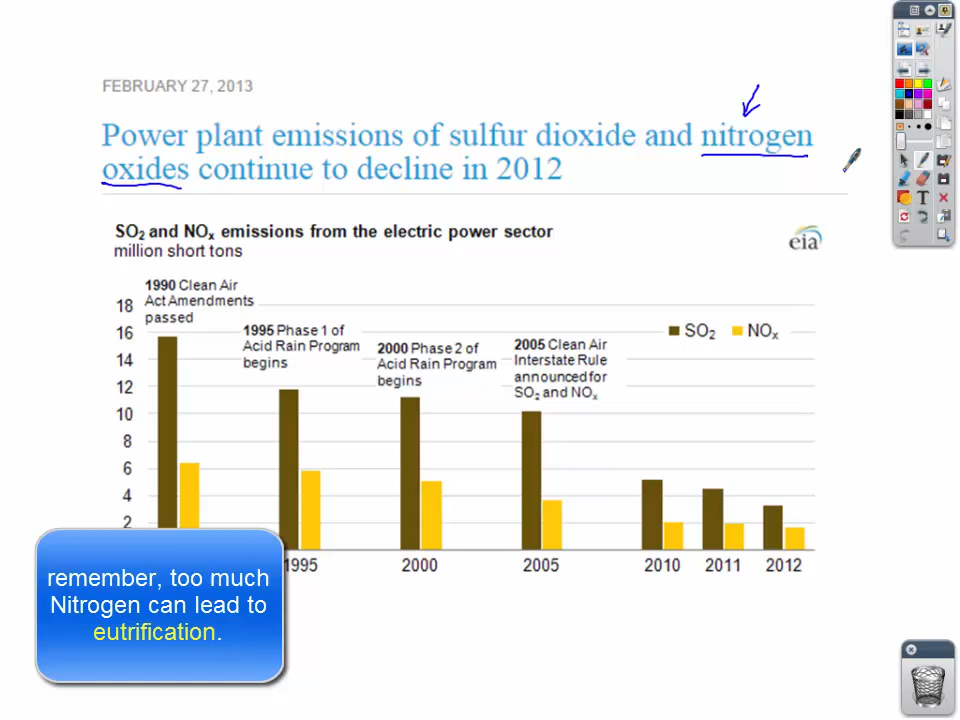 FEBRUARY 27, 2013
Power plant emissions of sulfur dioxide and nitrogen
oxides continue to decline in 2012
SO₂ and NOₓ emissions from the electric power sector
million short tons
eia
1990 Clean Air
Act Amendments
passed
1995 Phase 1 of
Acid Rain Program
begins
2000 Phase 2 of
Acid Rain Program
begins
2005 Clean Air
Interstate Rule
announced for
SO₂ and NOₓ
SO₂ NOₓ
18
16
14
12
10
8
6
4
2
1995 2000 2005 2010 2011 2012
remember, too much
Nitrogen can lead to
eutrification.
T